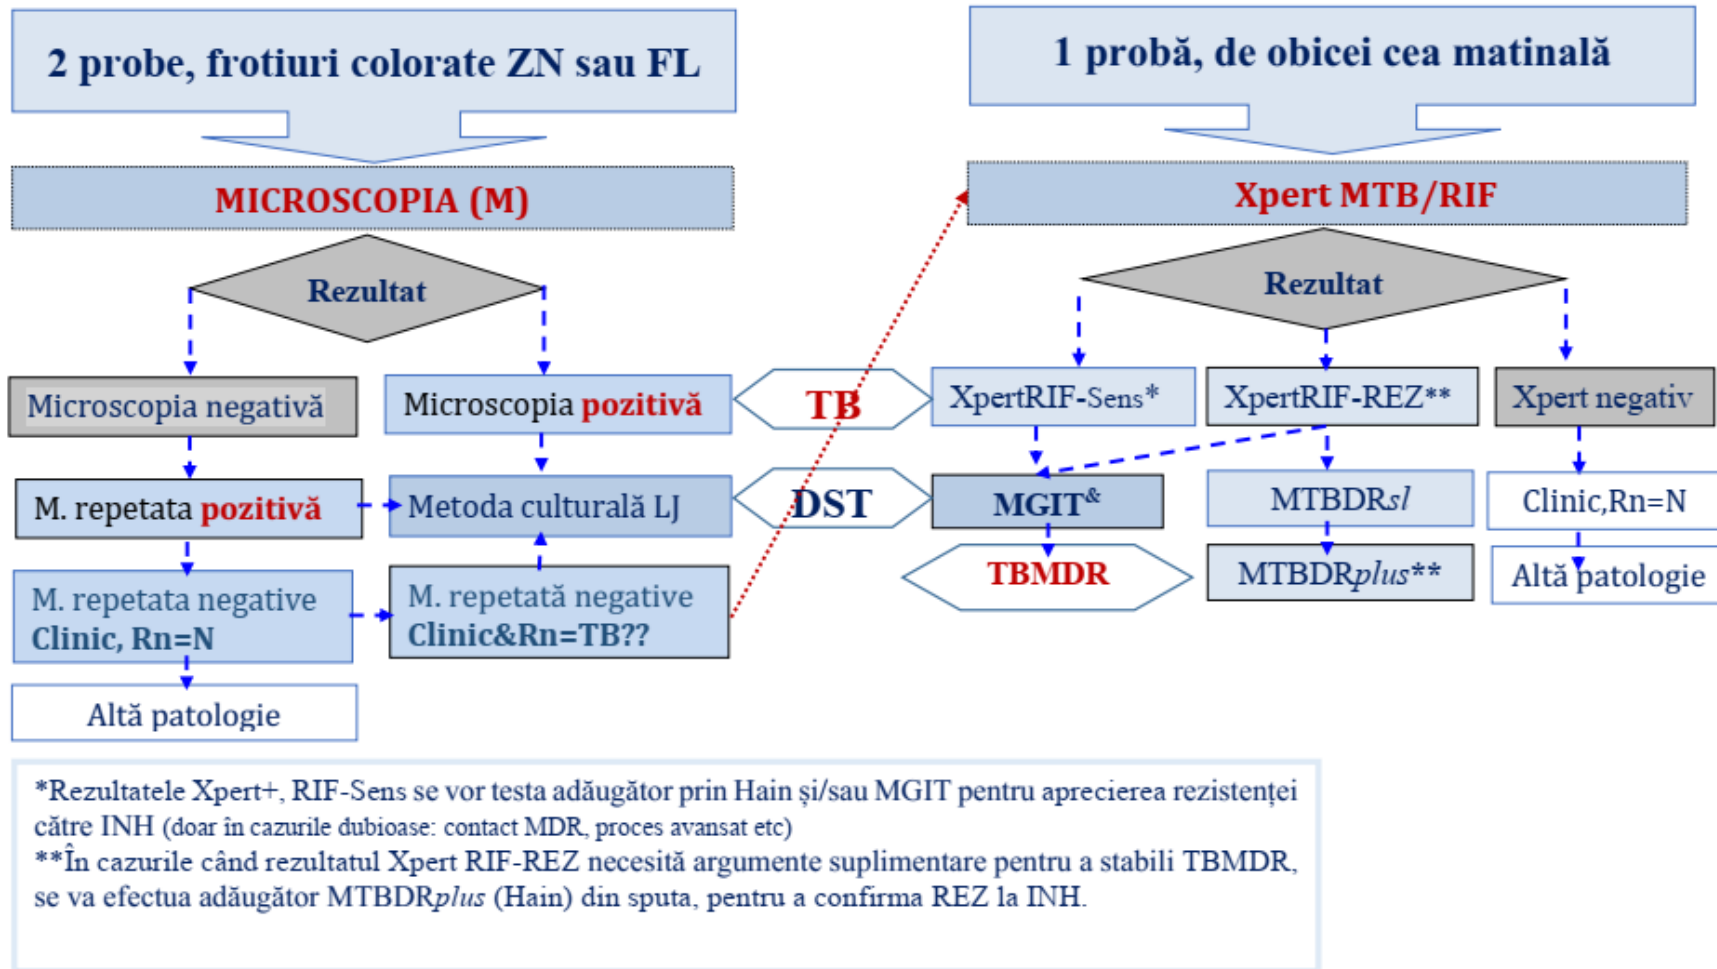 2 probe, frotiuri colorate ZN sau FL
1 probă, de obicei cea matinală
MICROSCOPIA (M)
Xpert MTB/RIF
Rezultat
Rezultat
Microscopia negativă
Microscopia pozitivă
TB
XpertRIF-Sens*
XpertRIF-REZ**
Xpert negativ
M. repetata pozitivă
Metoda culturală LJ
DST
MGIT&
MTBDRsl
Clinic,Rn=N
M. repetata negative
Clinic, Rn=N
M. repetată negative
Clinic&Rn=TB??
TBMDR
MTBDRplus**
Altă patologie
Altă patologie
*Rezultatele Xpert+, RIF-Sens se vor testa adăugător prin Hain și/sau MGIT pentru aprecierea rezistenței
către INH (doar în cazurile dubioase: contact MDR, proces avansat etc)
**În cazurile când rezultatul Xpert RIF-REZ necesită argumente suplimentare pentru a stabili TBMDR,
se va efectua adăugător MTBDRplus (Hain) din sputa, pentru a confirma REZ la INH.